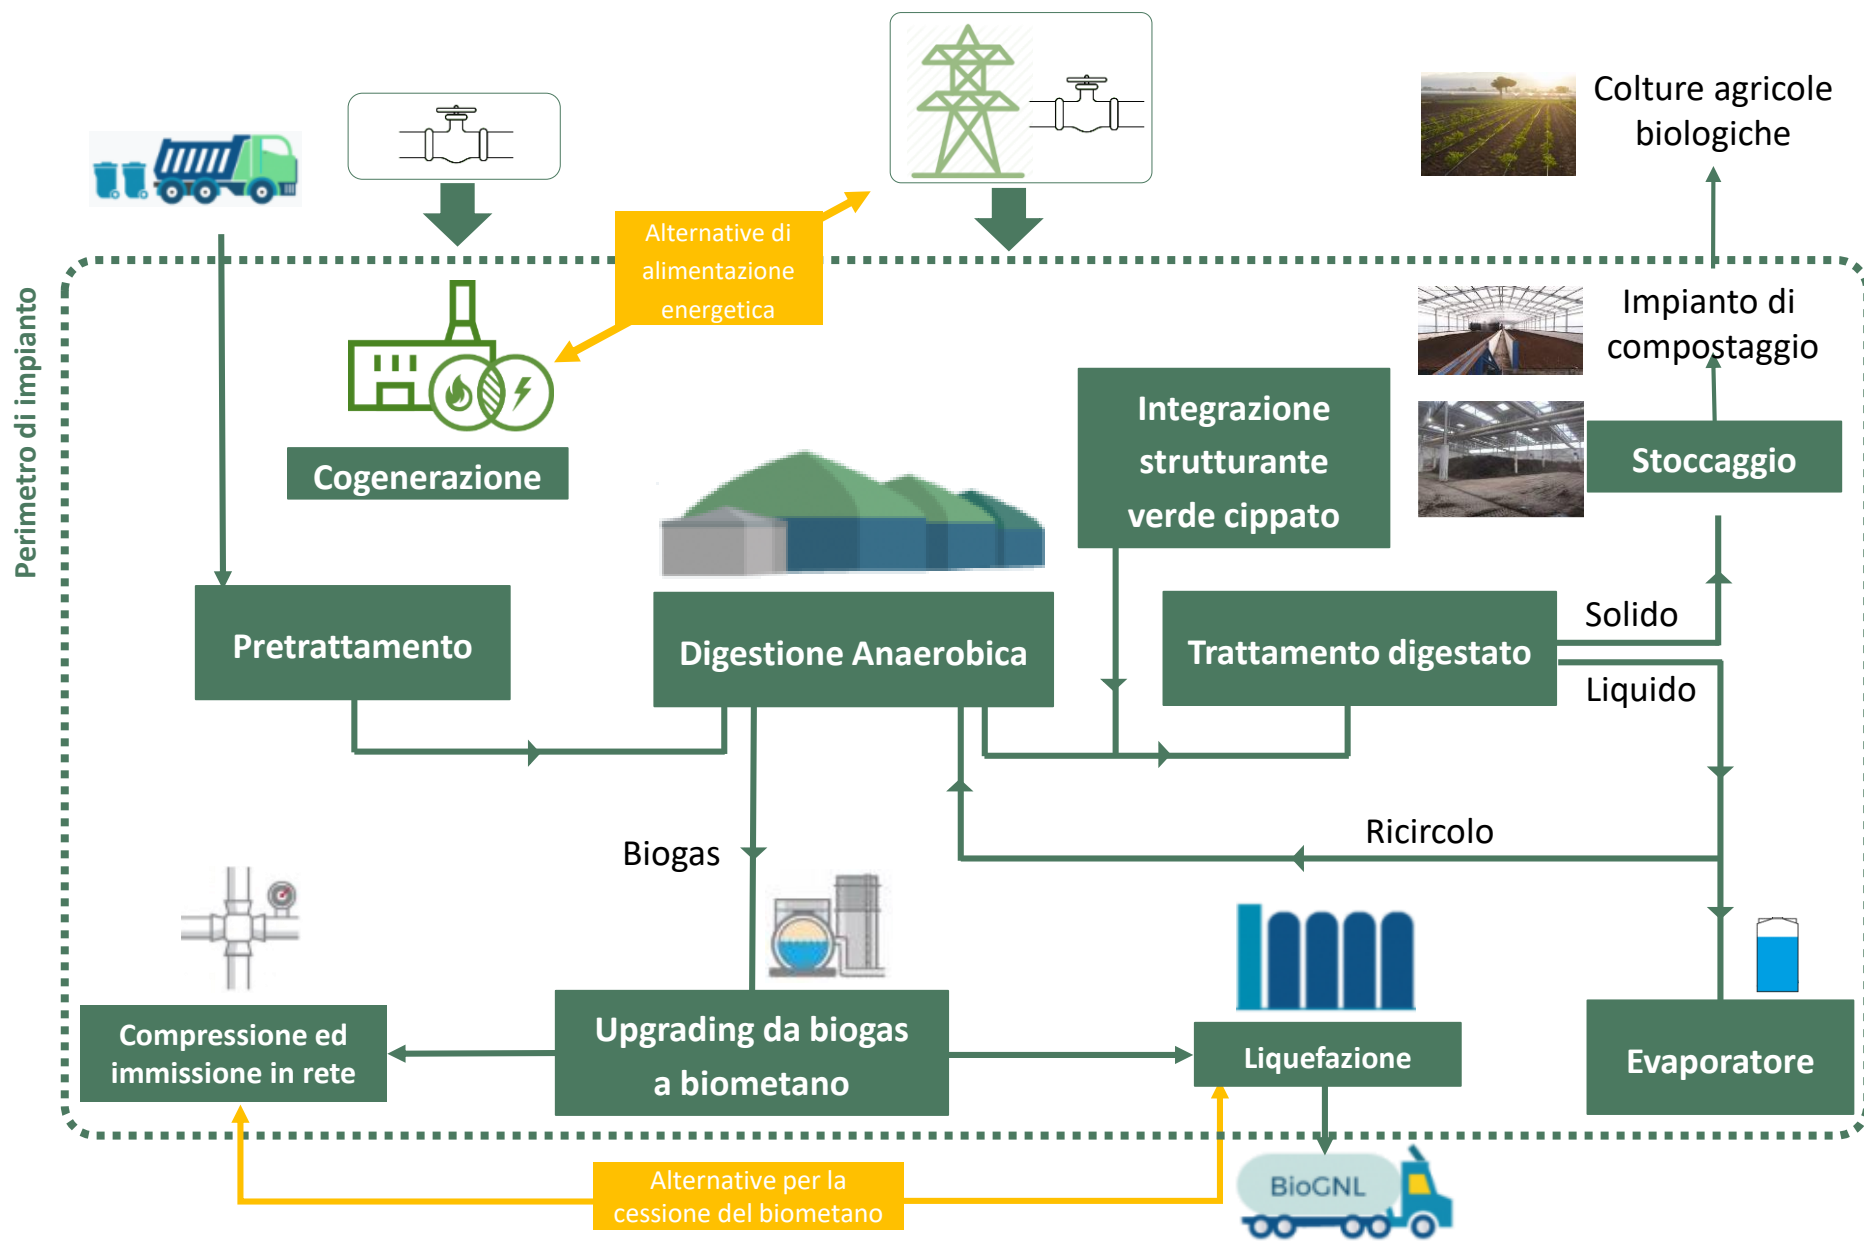 Colture agricole
biologiche
Alternative di
alimentazione
energetica
Perimetro di impianto
Impianto di
compostaggio
Integrazione
strutturante
verde cippato
Stoccaggio
Cogenerazione
Solido
Pretrattamento
Digestione Anaerobica
Trattamento digestato
Liquido
Ricircolo
Biogas
Compressione ed
immissione in rete
Upgrading da biogas
a biometano
Liquefazione
Evaporatore
Alternative per la
cessione del biometano
BioGNL